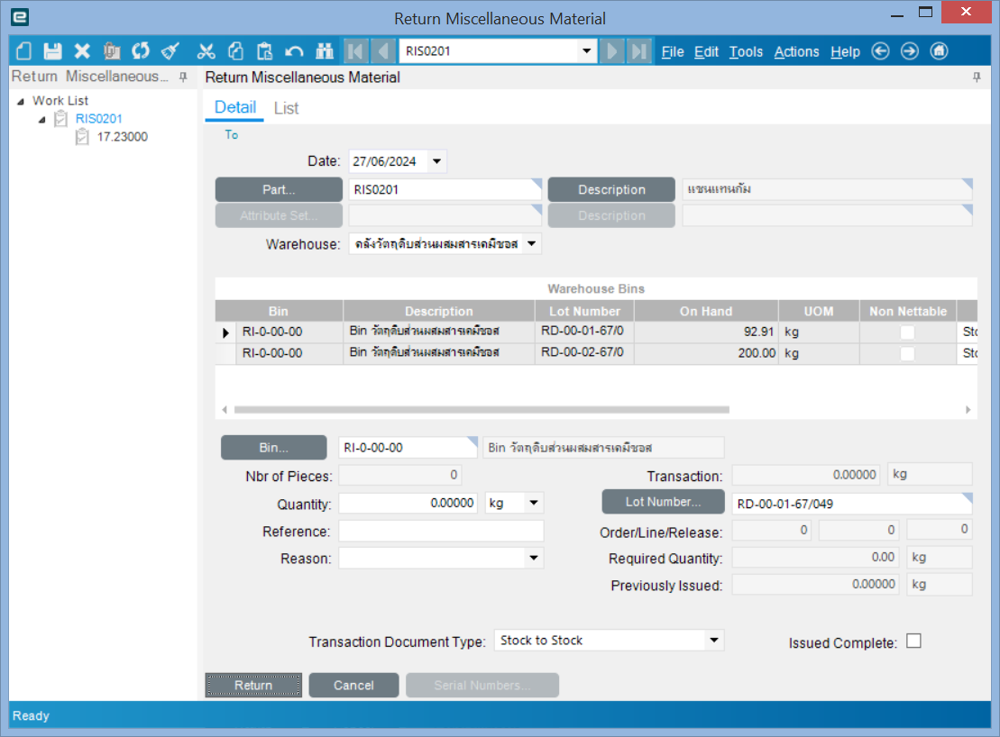 Return Miscellaneous Material
RIS0201
File Edit Tools Actions Help
Return Miscellaneous...
Return Miscellaneous Material
Work List
RIS0201
17.23000
Detail List
To
Date: 27/06/2024
Part... RIS0201 Description แซนแทนกัม
Attribute Set... Description
Warehouse: คลังวัตถุดิบส่วนผสมสารเคมีซอส
Warehouse Bins
Bin Description Lot Number On Hand UOM Non Nettable
RI-0-00-00 Bin วัตถุดิบส่วนผสมสารเคมีซอส RD-00-01-67/0 92.91 kg Sto
RI-0-00-00 Bin วัตถุดิบส่วนผสมสารเคมีซอส RD-00-02-67/0 200.00 kg Sto
Bin... RI-0-00-00 Bin วัตถุดิบส่วนผสมสารเคมีซอส
Nbr of Pieces: 0 Transaction: 0.00000 kg
Quantity: 0.00000 kg Lot Number... RD-00-01-67/049
Reference: Order/Line/Release: 0 0 0
Reason: Required Quantity: 0.00 kg
Previously Issued: 0.00000 kg
Transaction Document Type: Stock to Stock Issued Complete:
Return Cancel Serial Numbers...
Ready